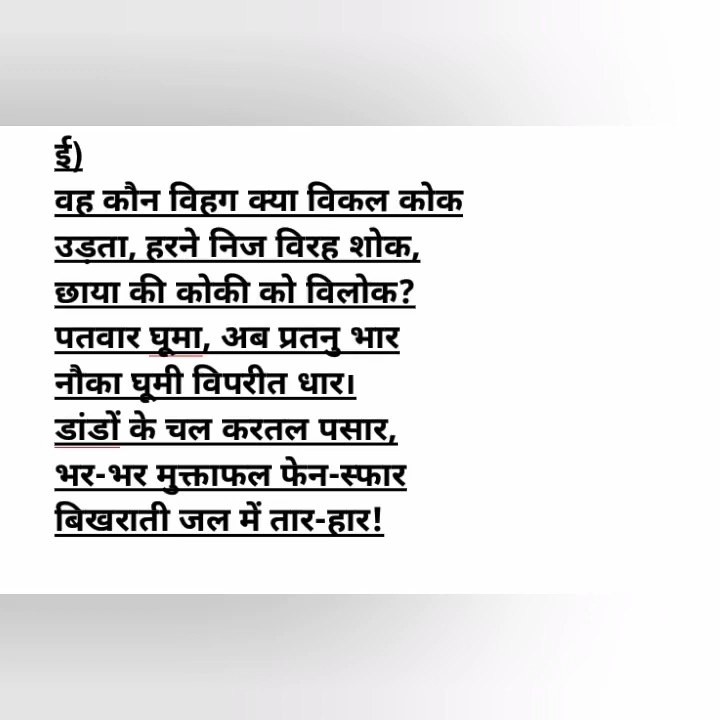 ई)
वह कौन विहग क्या विकल कोक
उड़ता, हरने निज विरह शोक,
छाया की कोकी को विलोक?
पतवार घूमा, अब प्रतनु भार
नौका घूमी विपरीत धार।
डांडों के चल करतल पसार,
भर-भर मुक्ताफल फेन-स्फार
बिखराती जल में तार-हार!